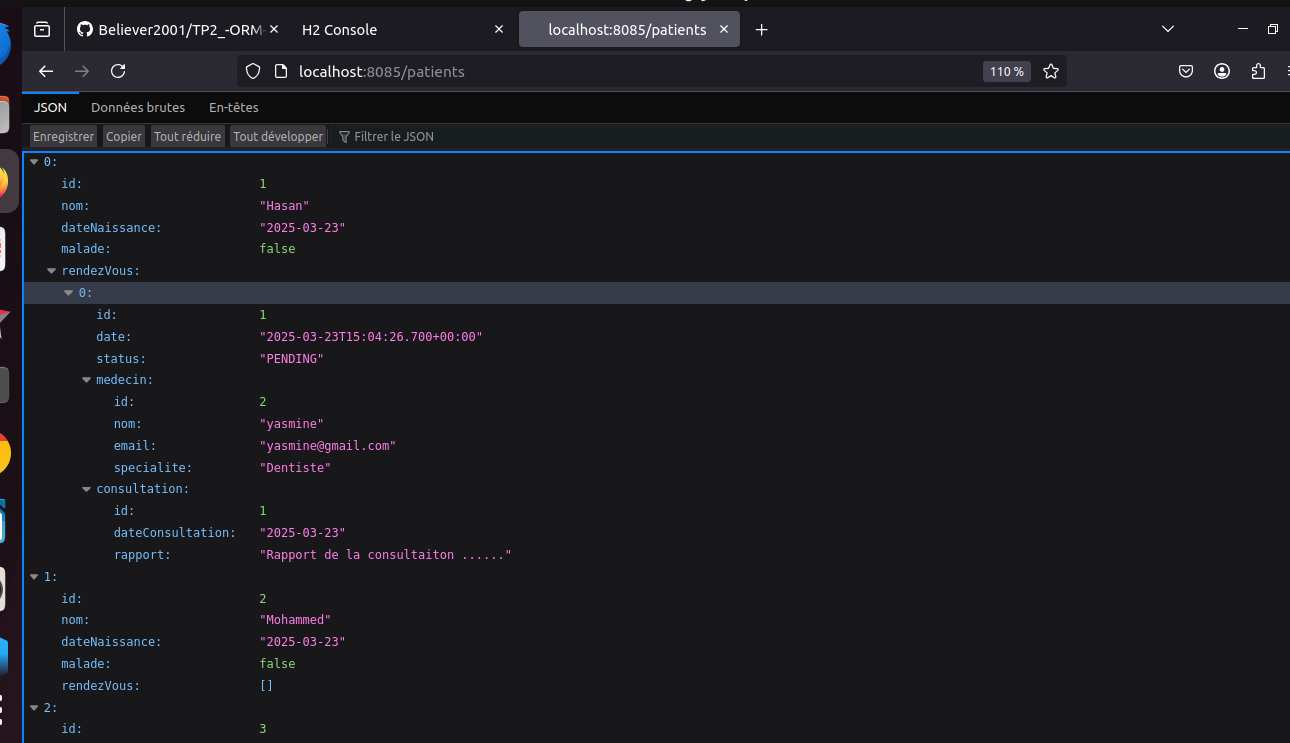 Believer2001/TP2_-ORM-
H2 Console
localhost:8085/patients
localhost:8085/patients
110 %
JSON Données brutes En-têtes
Enregistrer Copier Tout réduire Tout développer Filtrer le JSON
0:
id: 1
nom: "Hasan"
dateNaissance: "2025-03-23"
malade: false
rendezVous:
0:
id: 1
date: "2025-03-23T15:04:26.700+00:00"
status: "PENDING"
medecin:
id: 2
nom: "yasmine"
email: "yasmine@gmail.com"
specialite: "Dentiste"
consultation:
id: 1
dateConsultation: "2025-03-23"
rapport: "Rapport de la consultaiton ......"
1:
id: 2
nom: "Mohammed"
dateNaissance: "2025-03-23"
malade: false
rendezVous: []
2:
id: 3